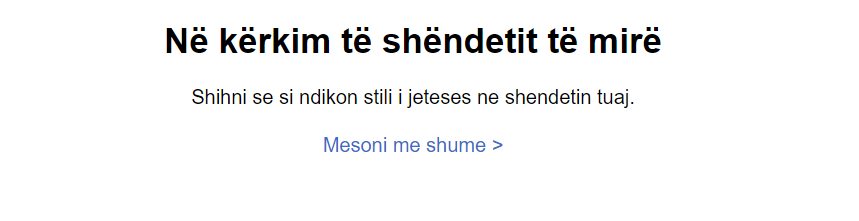 Në kërkim të shëndetit të mirë
Shihni se si ndikon stili i jeteses ne shendetin tuaj.
Mesoni me shume >